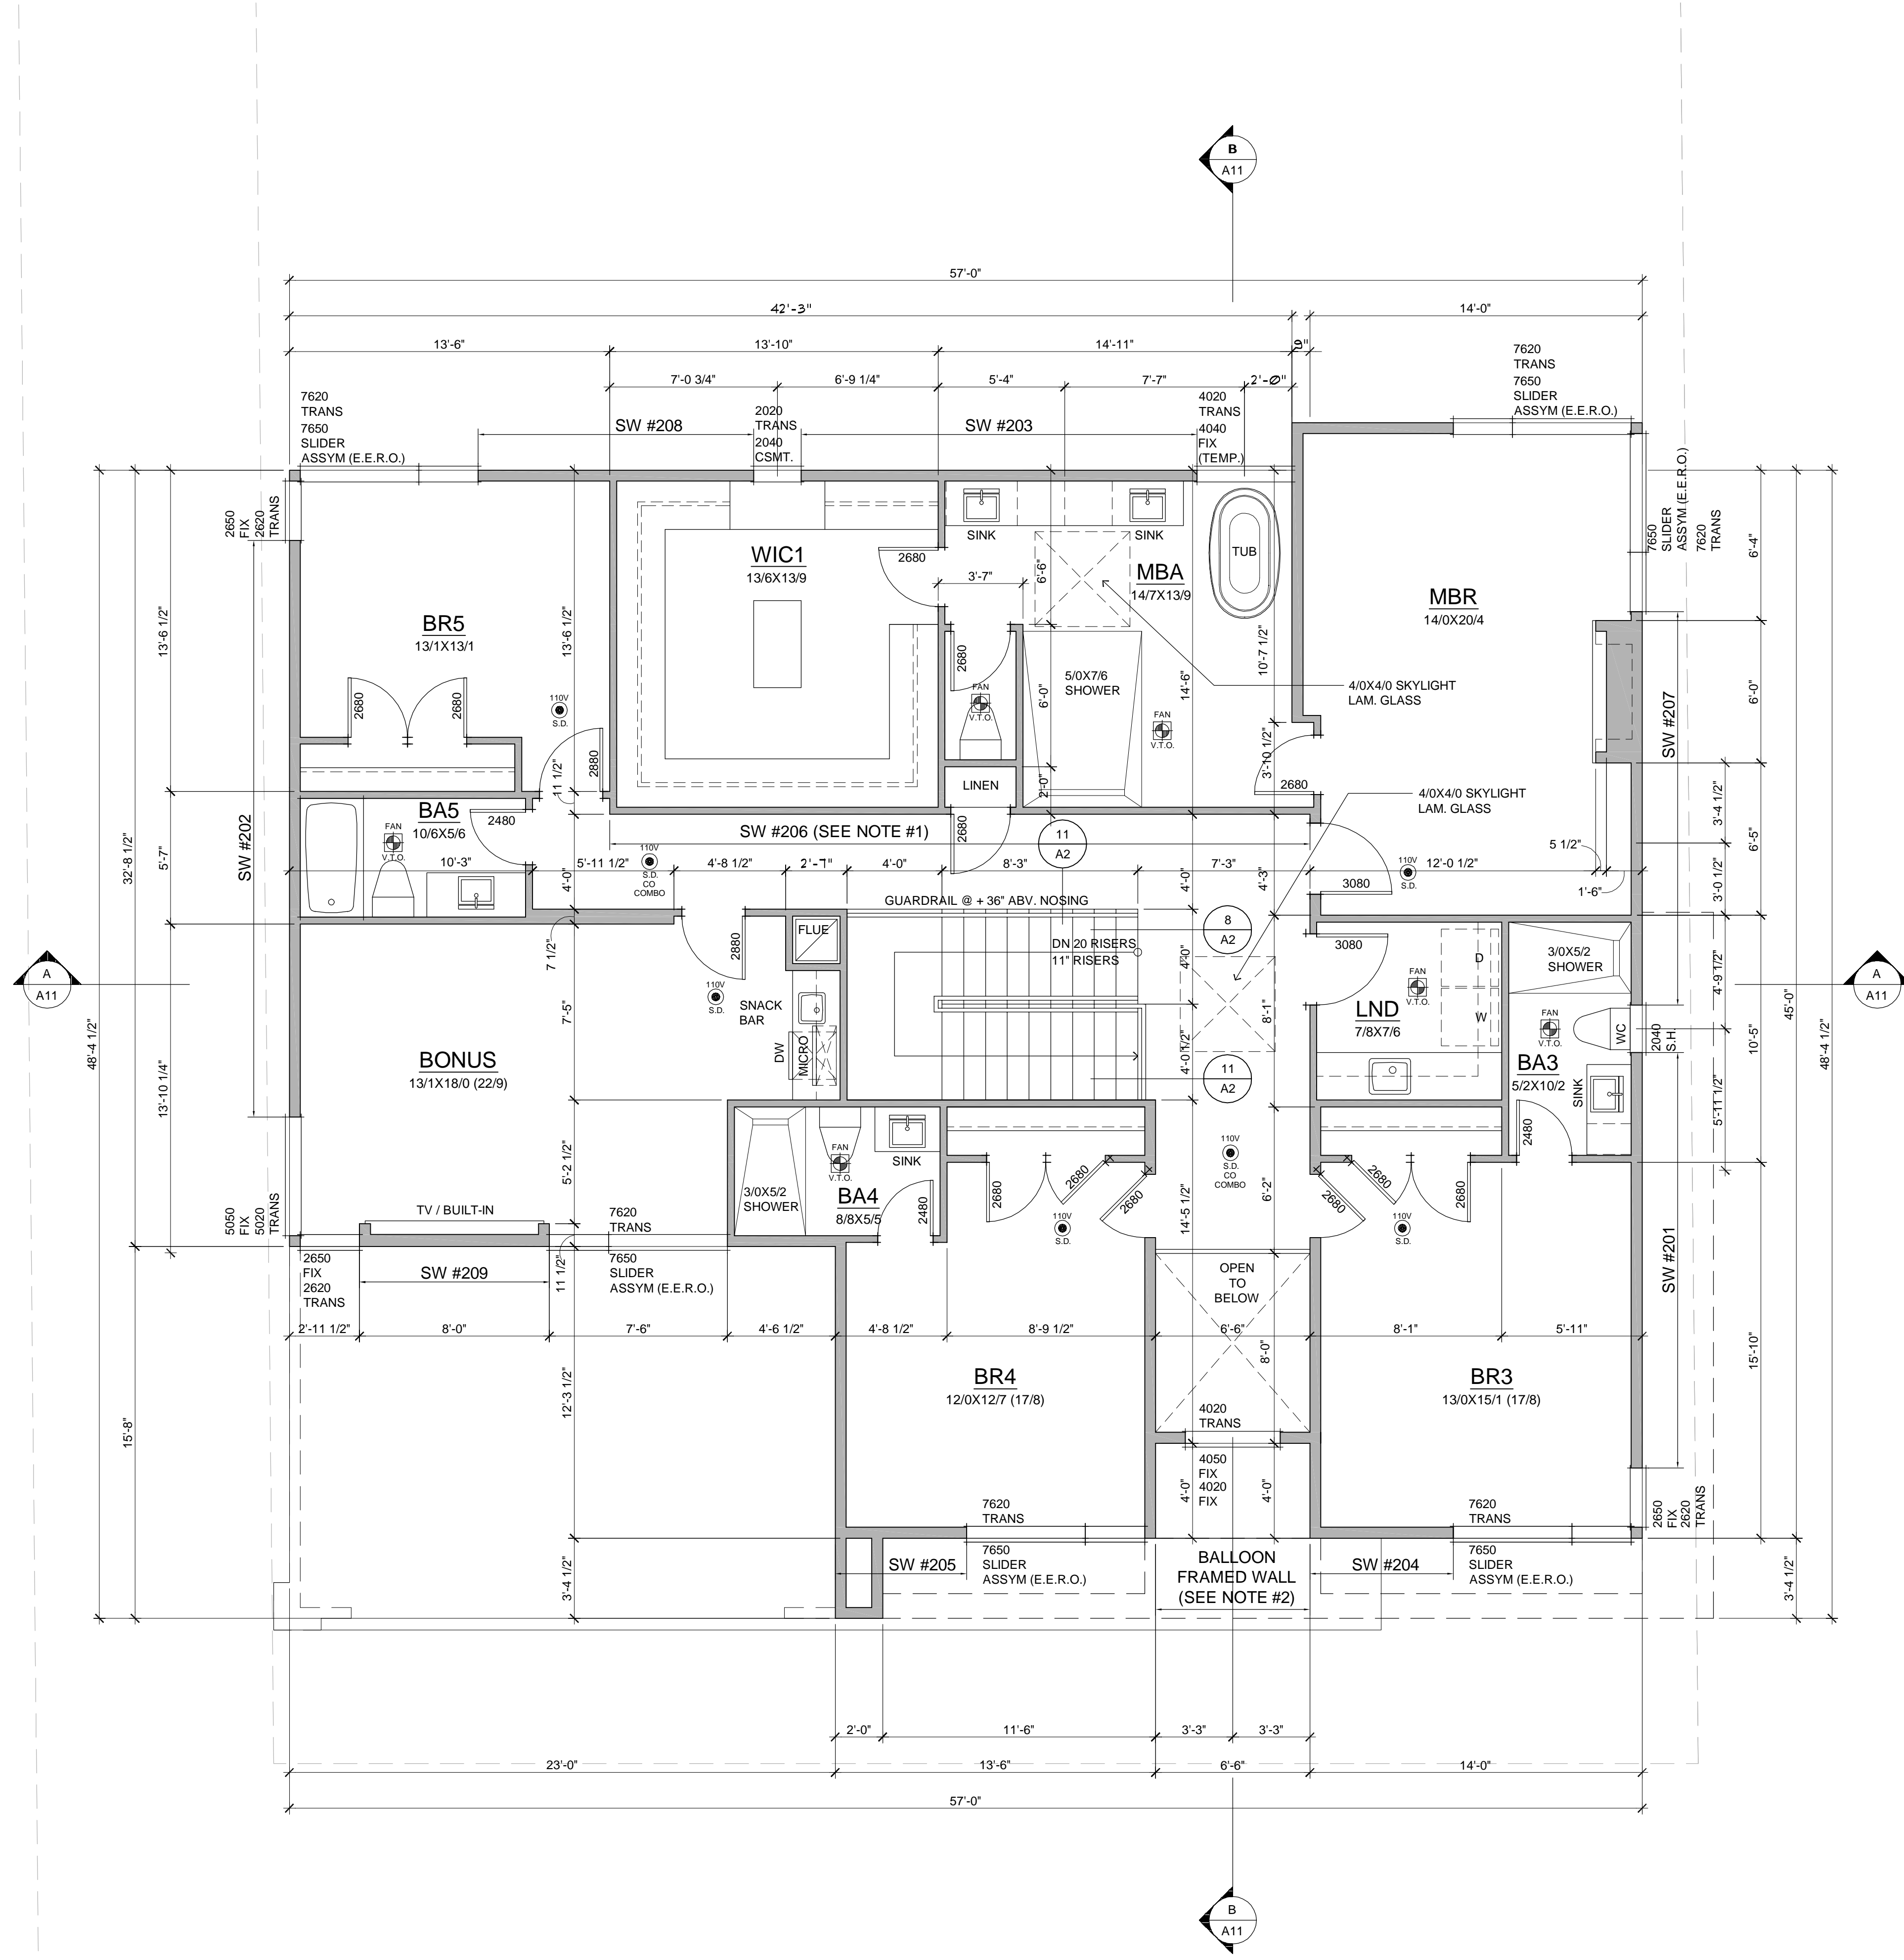 B
A11
57'-0"
42'-3"
14'-0"
13'-6"
13'-10"
14'-11"
9"
7'-0 3/4"
6'-9 1/4"
5'-4"
7'-7"
2'-0"
7620
TRANS
7650
SLIDER
ASSYM (E.E.R.O.)
7620
TRANS
7650
SLIDER
ASSYM (E.E.R.O.)
SW #208
2020
TRANS
2040
CSMT.
SW #203
4020
TRANS
4040
FIX
(TEMP.)
2650
FIX
2620
TRANS
7650
SLIDER
ASSYM (E.E.R.O.)
7620
TRANS
SINK
SINK
TUB
WIC1
13/6X13/9
2680
3'-7"
6'-6"
MBA
14/7X13/9
MBR
14/0X20/4
6'-4"
BR5
13/1X13/1
13'-6 1/2"
13'-6 1/2"
2680
2680
110V
S.D.
2880
11 1/2"
2680
FAN
V.T.O.
6'-0"
5/0X7/6
SHOWER
FAN
V.T.O.
14'-6"
10'-7 1/2"
4/0X4/0 SKYLIGHT
LAM. GLASS
3'-10 1/2"
2680
SW #207
6'-0"
LINEN
2'-0"
4/0X4/0 SKYLIGHT
LAM. GLASS
3'-4 1/2"
6'-5"
3'-0 1/2"
BA5
10/6X5/6
2480
FAN
V.T.O.
10'-3"
SW #202
32'-8 1/2"
5'-7"
SW #206 (SEE NOTE #1)
2680
11
A2
110V
S.D.
CO
COMBO
5'-11 1/2"
4'-8 1/2"
2'-7"
4'-0"
8'-3"
7'-3"
12'-0 1/2"
5 1/2"
1'-6"
4'-0"
4'-0"
4'-3"
3080
110V
S.D.
GUARDRAIL @ + 36" ABV. NOSING
FLUE
2880
7 1/2"
DN 20 RISERS
11" RISERS
8
A2
4'-0"
3080
FAN
V.T.O.
D
W
3/0X5/2
SHOWER
4'-9 1/2"
A
A11
A
A11
110V
S.D.
SNACK
BAR
DW
MICRO
7'-5"
8'-1"
4'-0 1/2"
LND
7/8X7/6
FAN
V.T.O.
WC
2040
S.H.
BA3
5/2X10/2
SINK
2480
10'-5"
5'-11 1/2"
45'-0"
48'-4 1/2"
48'-4 1/2"
BONUS
13/1X18/0 (22/9)
13'-10 1/4"
11
A2
5'-2 1/2"
3/0X5/2
SHOWER
FAN
V.T.O.
SINK
BA4
8/8X5/5
2480
2680
2680
2680
110V
S.D.
110V
S.D.
CO
COMBO
14'-5 1/2"
6'-2"
2680
2680
2680
110V
S.D.
5050
FIX
5020
TRANS
TV / BUILT-IN
7620
TRANS
2650
FIX
2620
TRANS
SW #209
11 1/2"
7650
SLIDER
ASSYM (E.E.R.O.)
OPEN
TO
BELOW
SW #201
2'-11 1/2"
8'-0"
7'-6"
4'-6 1/2"
4'-8 1/2"
8'-9 1/2"
6'-6"
8'-1"
5'-11"
8'-0"
15'-10"
15'-8"
12'-3 1/2"
BR4
12/0X12/7 (17/8)
BR3
13/0X15/1 (17/8)
4020
TRANS
4050
FIX
4020
FIX
4'-0"
4'-0"
7620
TRANS
7620
TRANS
2650
FIX
2620
TRANS
SW #205
7650
SLIDER
ASSYM (E.E.R.O.)
BALLOON
FRAMED WALL
(SEE NOTE #2)
SW #204
7650
SLIDER
ASSYM (E.E.R.O.)
3'-4 1/2"
3'-4 1/2"
2'-0"
11'-6"
3'-3"
3'-3"
23'-0"
13'-6"
6'-6"
14'-0"
57'-0"
B
A11